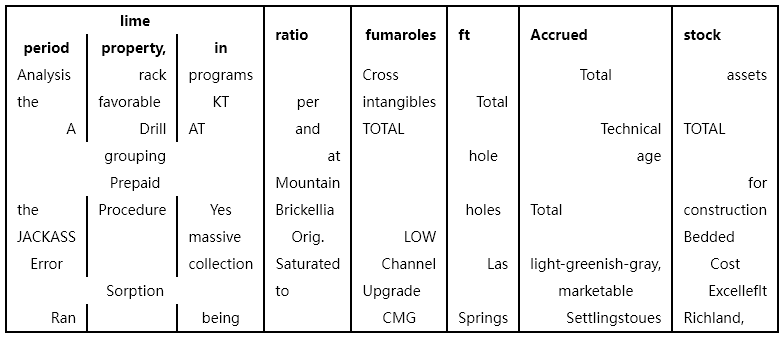 lime ratio fumaroles ft Accrued stock
period property, in
Analysis rack programs Cross Total assets
the favorable KT per intangibles Total
A Drill AT and TOTAL Technical TOTAL
grouping at hole age
Prepaid Mountain for
the Procedure Yes Brickellia holes Total construction
JACKASS massive Orig. LOW Bedded
Error collection Saturated Channel Las light-greenish-gray, Cost
Sorption to Upgrade marketable Excelleflt
Ran being CMG Springs Settlingstoues Richland,